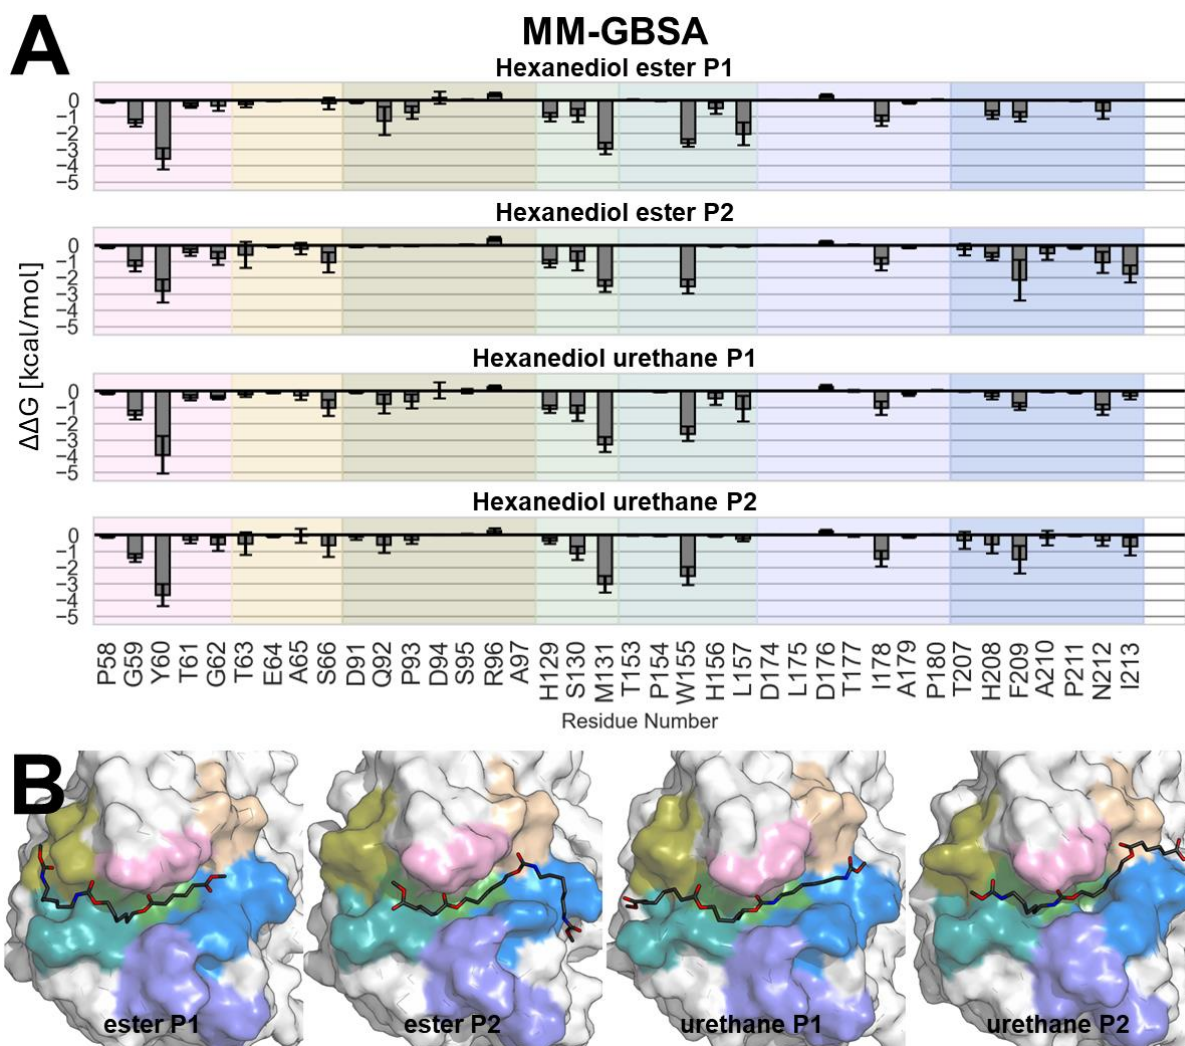 A
MM-GBSA
Hexanediol ester P1
0
−1
−2
−3
−4
−5
Hexanediol ester P2
0
−1
−2
−3
−4
−5
Hexanediol urethane P1
0
−1
−2
−3
−4
−5
Hexanediol urethane P2
0
−1
−2
−3
−4
−5
ΔΔG [kcal/mol]
P58 G59 Y60 T61 G62 T63 E64 A65 S66 D91 Q92 P93 D94 S95 R96 A97 H129 S130 M131 T153 P154 W155 H156 L157 D174 L175 D176 T177 I178 A179 P180 T207 H208 F209 A210 P211 N212 I213
Residue Number
B
ester P1 ester P2 urethane P1 urethane P2